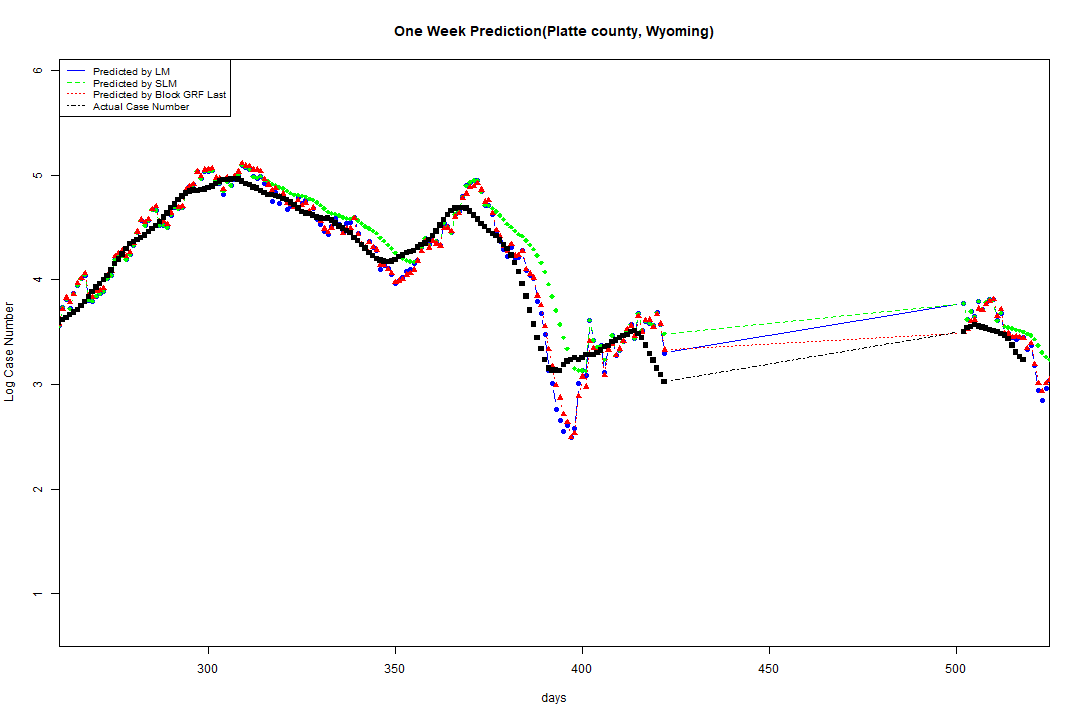 One Week Prediction(Platte county, Wyoming)
Predicted by LM
Predicted by SLM
Predicted by Block GRF Last
Actual Case Number
6
5
4
3
2
1
Log Case Number
300 350 400 450 500
days